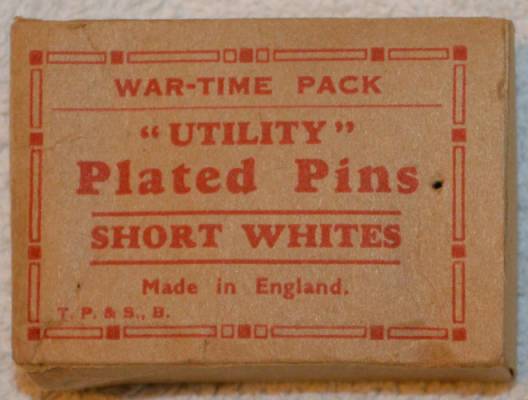 WAR-TIME PACK
"UTILITY"
Plated Pins
SHORT WHITES
Made in England.
T. P. & S., B.